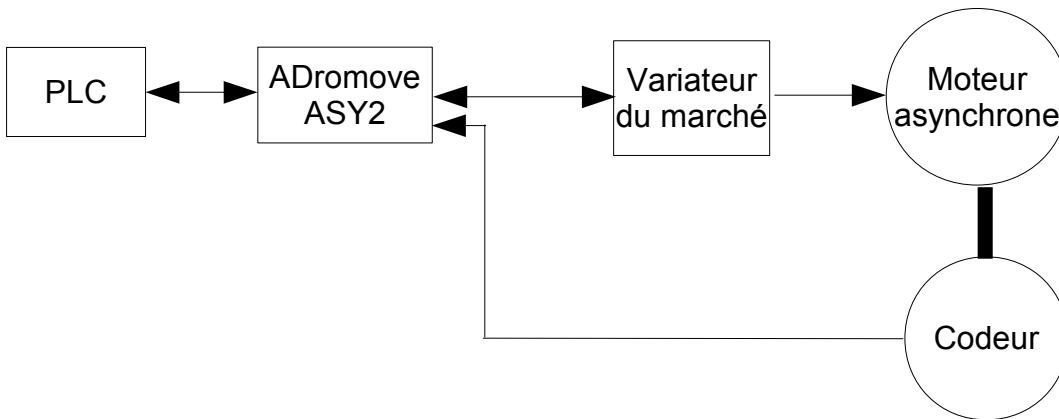 PLC
ADromove
ASY2
Variateur
du marché
Moteur
asynchrone
Codeur